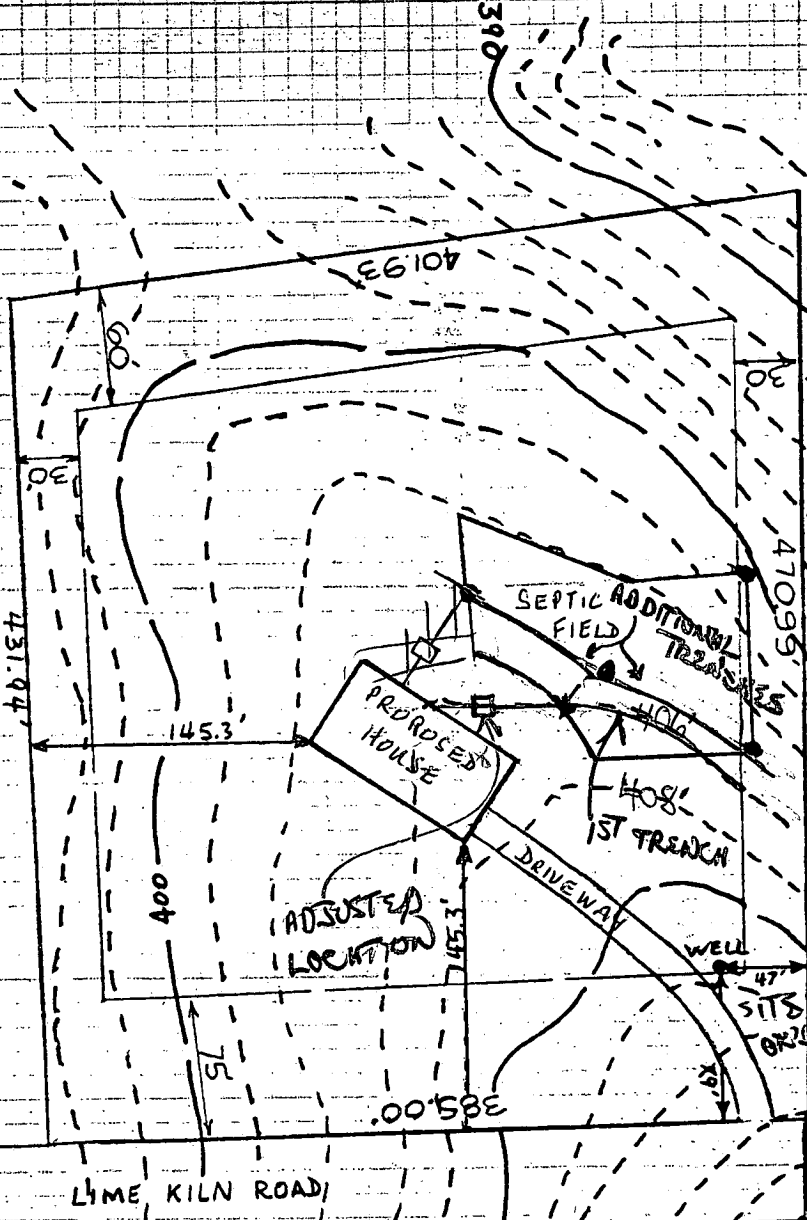 390
401.93'
60'
30'
30'
470.99'
431.94'
SEPTIC
FIELD
ADDITIONAL
TRENCHES
406'
145.3'
PROPOSED
HOUSE
408'
1ST TRENCH
DRIVEWAY
400
ADJUSTED
LOCATION
145.3'
WELL
47'
75'
385.00'
LIME KILN ROAD